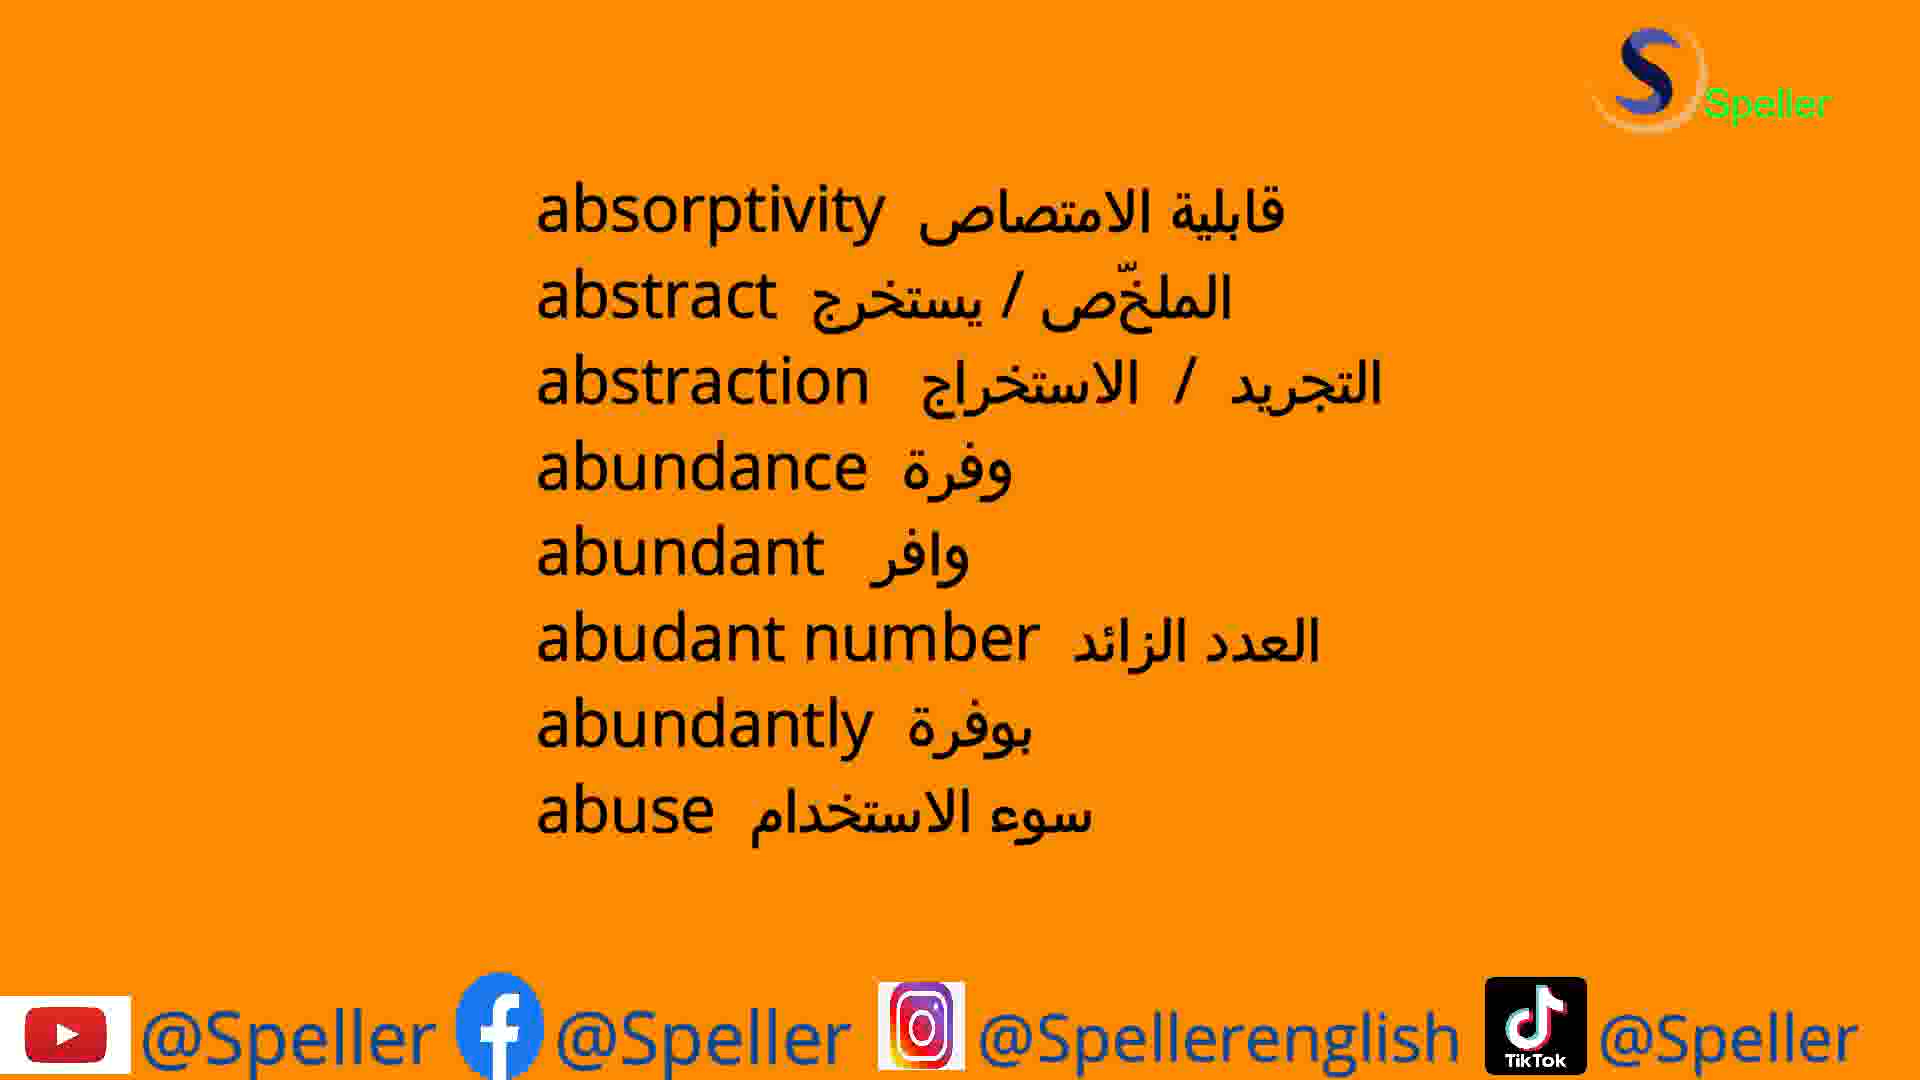 Speller
absorptivity قابلية الامتصاص
abstract الملخّص / يستخرج
abstraction التجريد / الاستخراج
abundance وفرة
abundant وافر
abudant number العدد الزائد
abundantly بوفرة
abuse سوء الاستخدام
@Speller @Speller @Spellerenglish TikTok @Speller